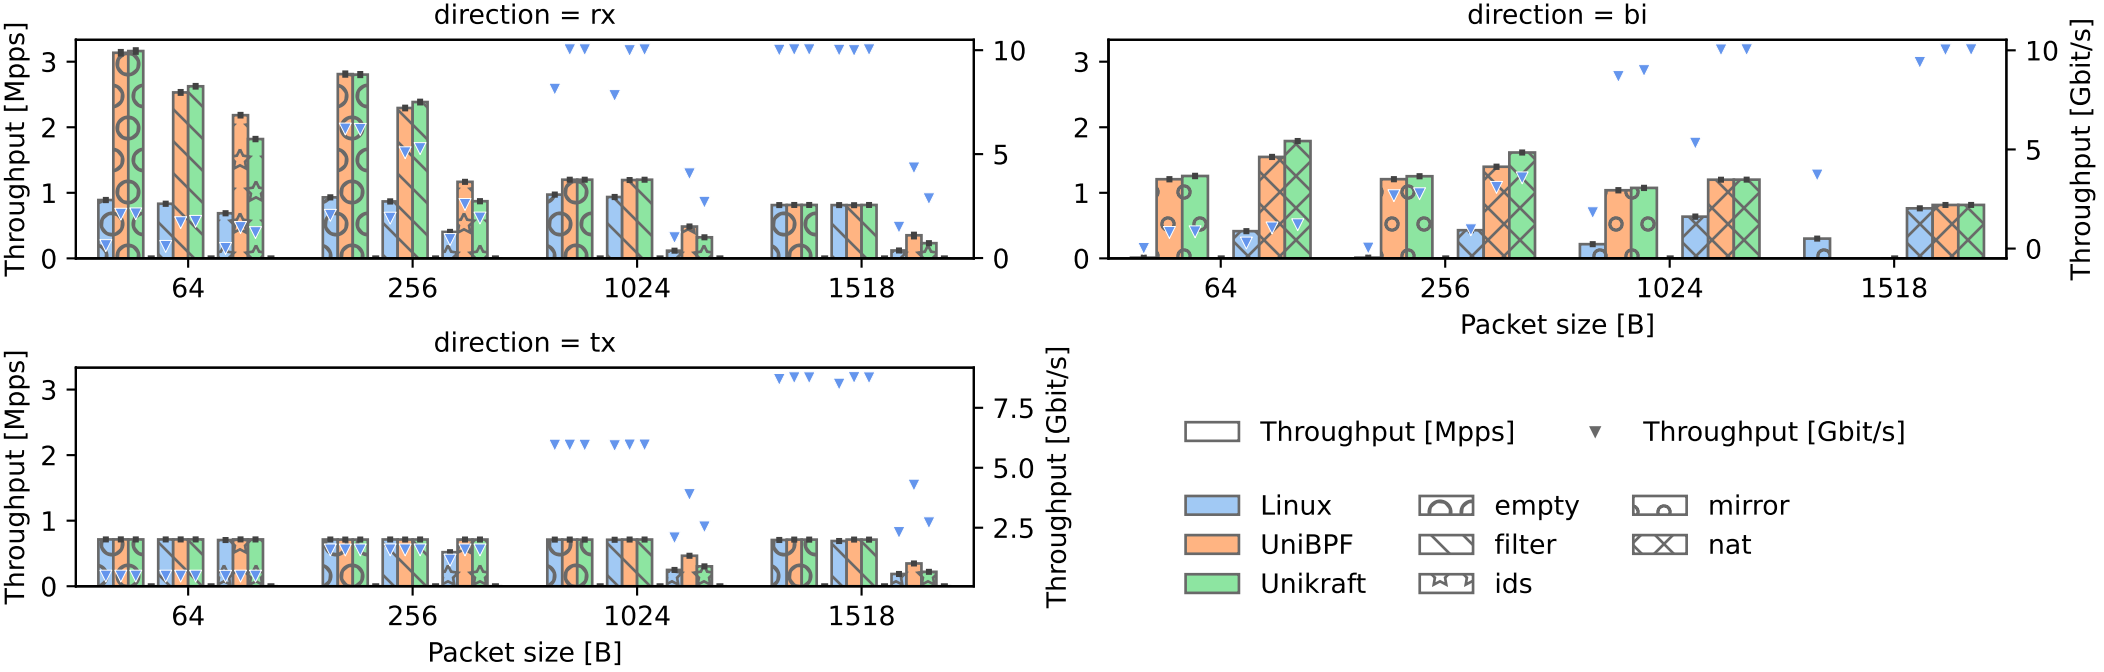 direction = rx
Throughput [Mpps]
3
2
1
0
10
5
0
64 256 1024 1518
direction = bi
3
2
1
0
10
5
0
Throughput [Gbit/s]
64 256 1024 1518
Packet size [B]
direction = tx
Throughput [Mpps]
3
2
1
0
7.5
5.0
2.5
Throughput [Gbit/s]
64 256 1024 1518
Packet size [B]
Throughput [Mpps] Throughput [Gbit/s]
Linux empty mirror
UniBPF filter nat
Unikraft ids